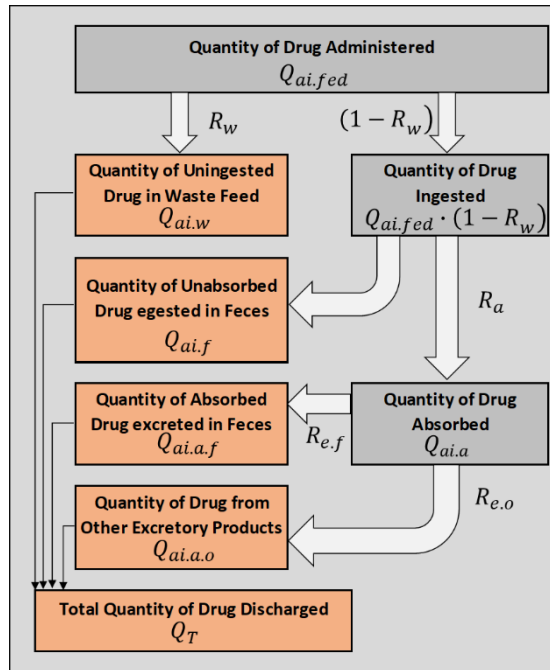 Quantity of Drug Administered
Q_{ai.fed}
R_w
(1 − R_w)
Quantity of Uningested
Drug in Waste Feed
Q_{ai.w}
Quantity of Drug
Ingested
Q_{ai.fed} · (1 − R_w)
Quantity of Unabsorbed
Drug egested in Feces
Q_{ai.f}
R_a
Quantity of Absorbed
Drug excreted in Feces
Q_{ai.a.f}
R_{e.f}
Quantity of Drug
Absorbed
Q_{ai.a}
Quantity of Drug from
Other Excretory Products
Q_{ai.a.o}
R_{e.o}
Total Quantity of Drug Discharged
Q_T